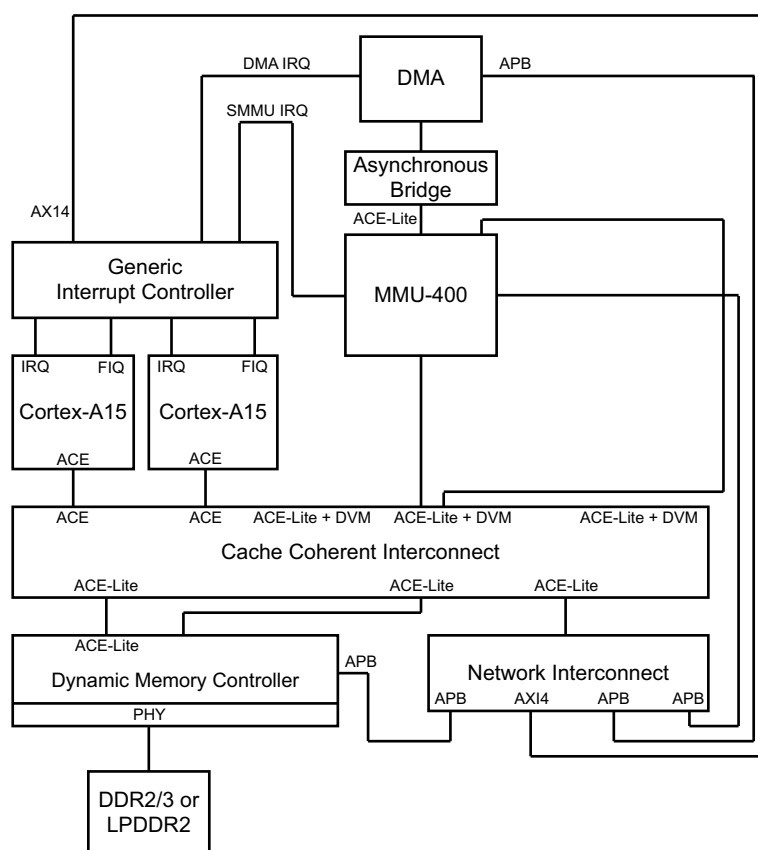 DMA IRQ
DMA
APB
SMMU IRQ
Asynchronous
Bridge
AX14
ACE-Lite
Generic
Interrupt Controller
MMU-400
IRQ
FIQ
IRQ
FIQ
Cortex-A15
Cortex-A15
ACE
ACE
ACE
ACE
ACE-Lite + DVM
ACE-Lite + DVM
ACE-Lite + DVM
Cache Coherent Interconnect
ACE-Lite
ACE-Lite
ACE-Lite
ACE-Lite
Dynamic Memory Controller
APB
Network Interconnect
PHY
APB
AXI4
APB
APB
DDR2/3 or
LPDDR2